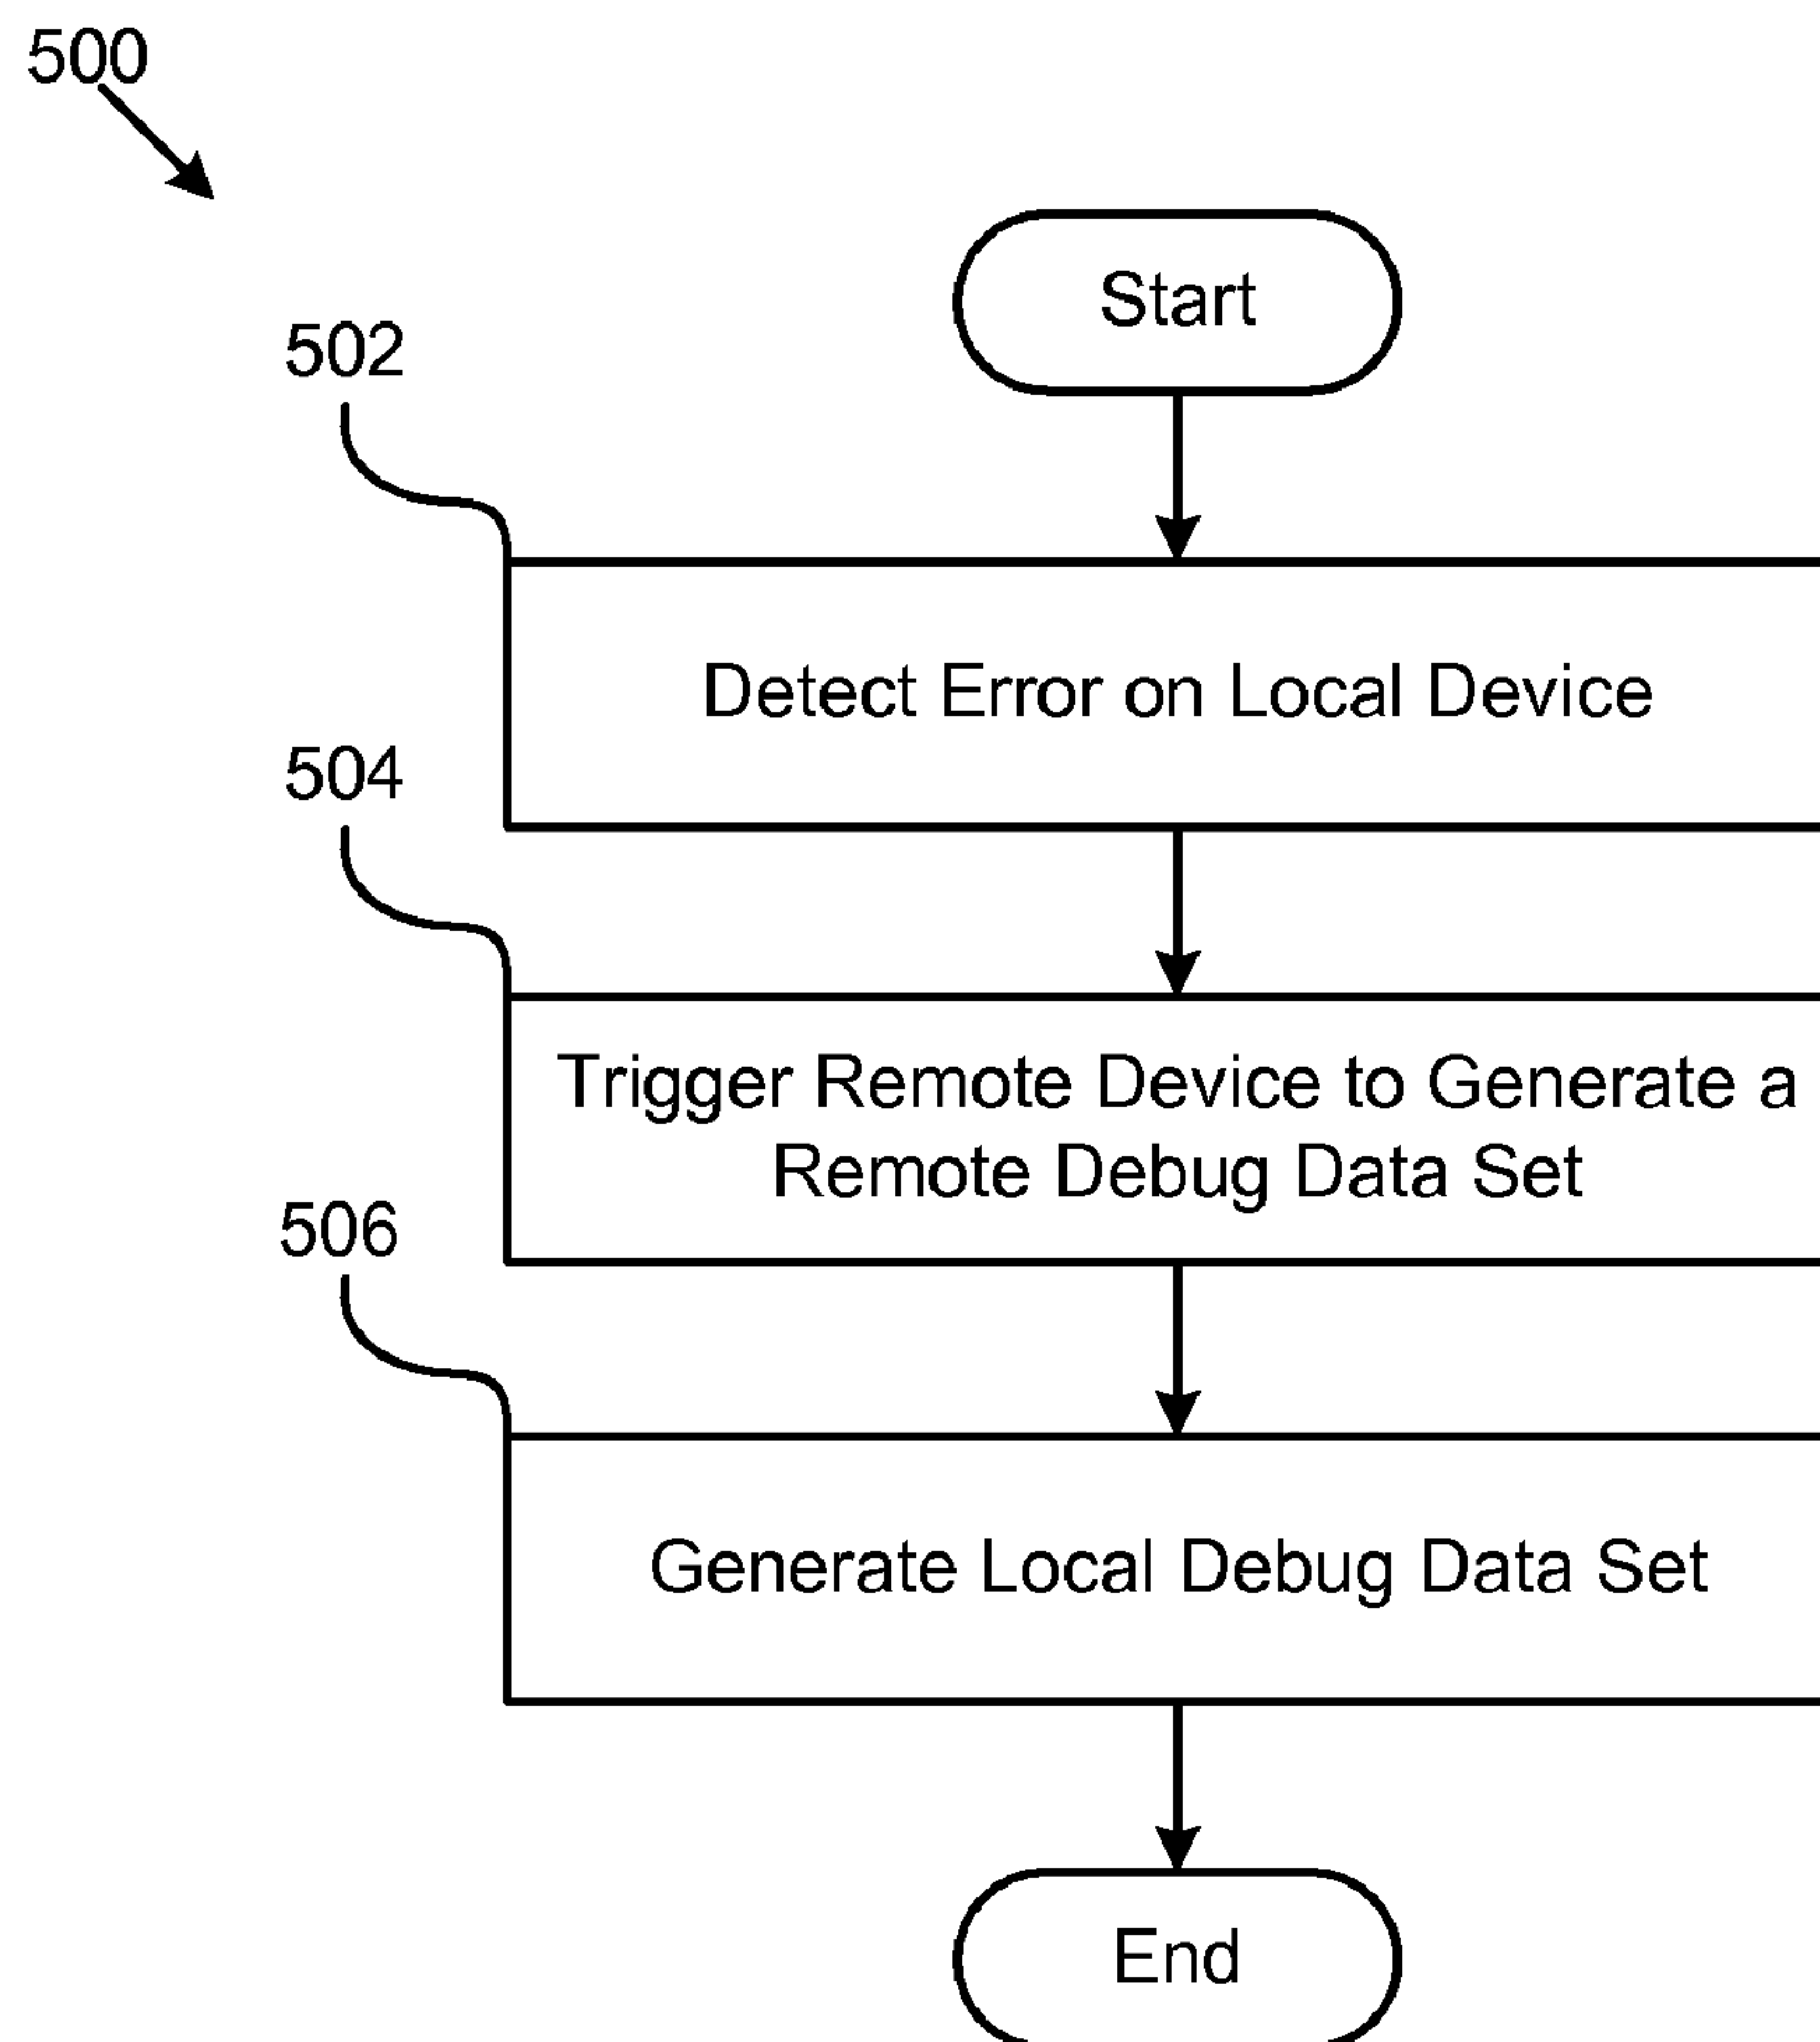 500
Start
502
Detect Error on Local Device
504
Trigger Remote Device to Generate a
Remote Debug Data Set
506
Generate Local Debug Data Set
End